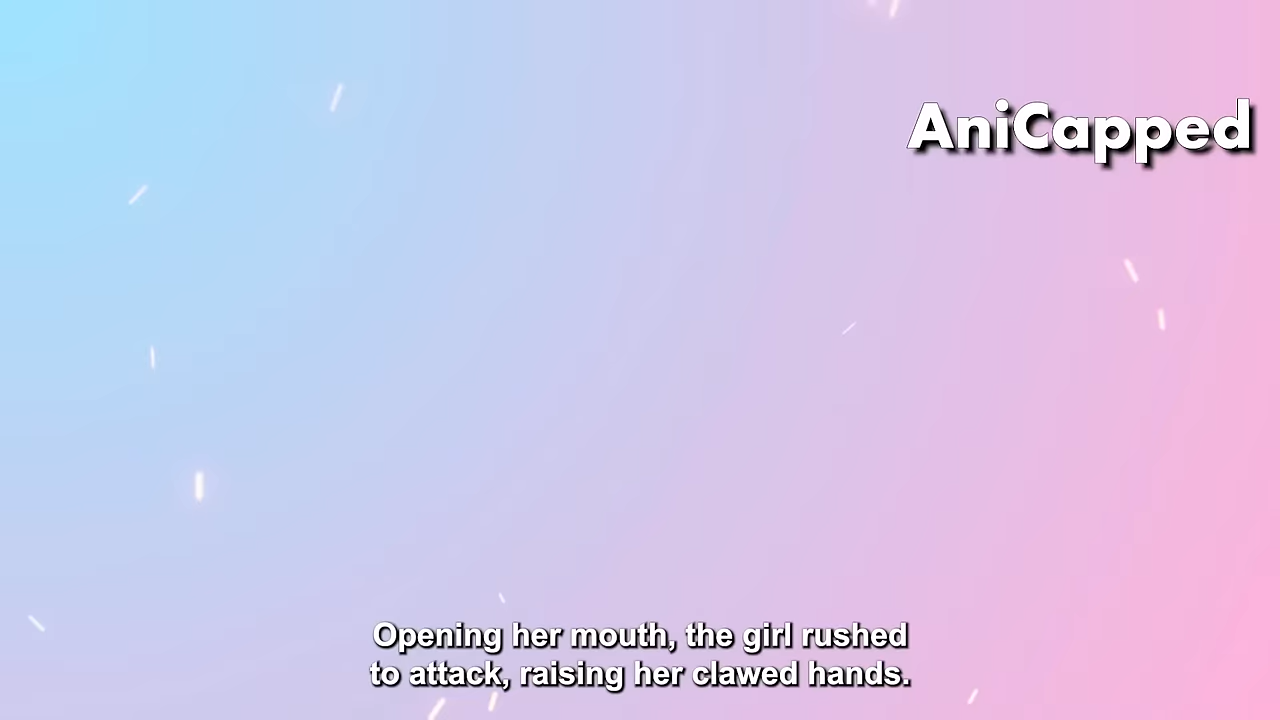 AniCapped
Opening her mouth, the girl rushed
to attack, raising her clawed hands.